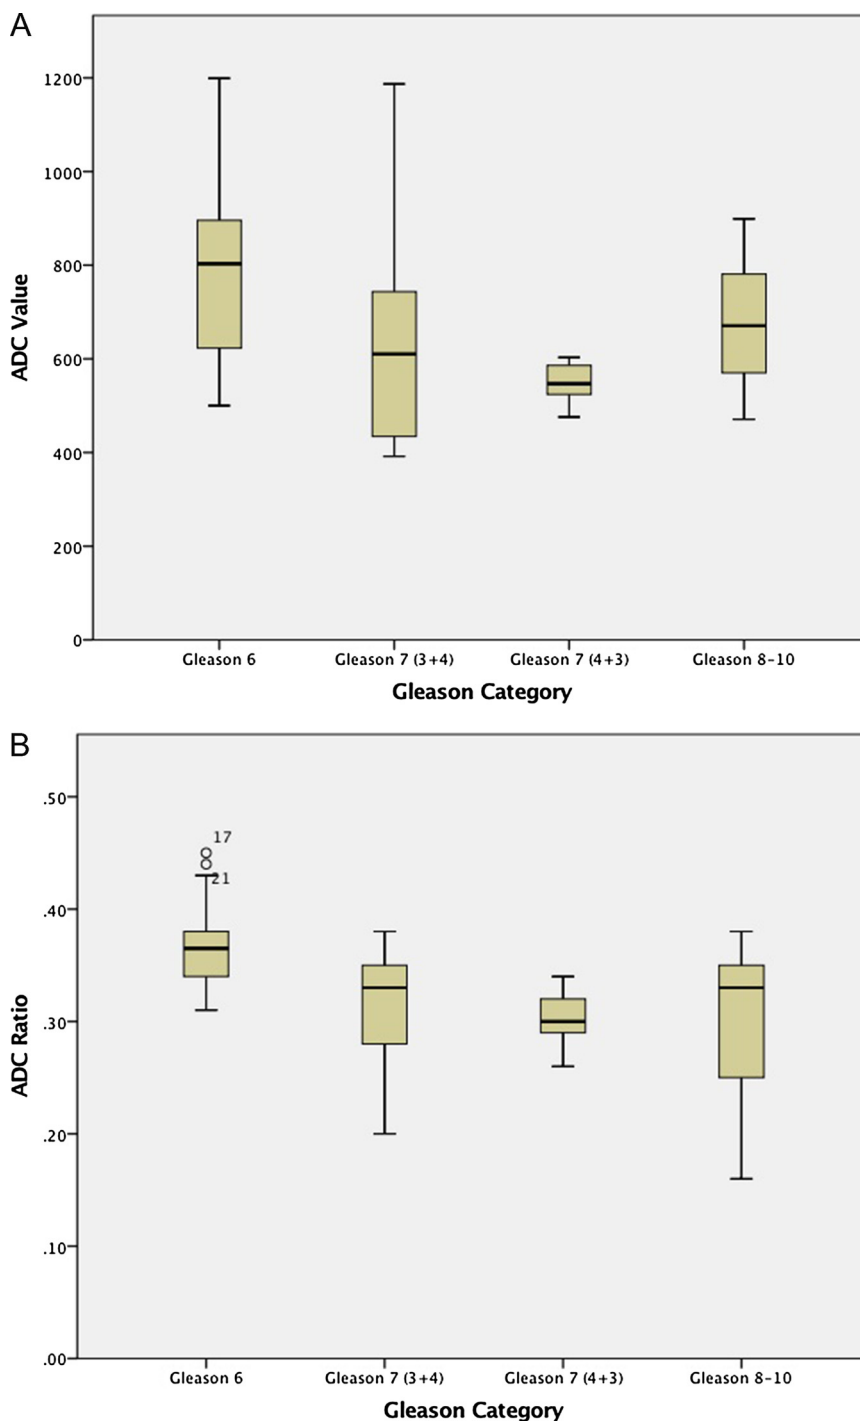 A
1200
1000
800
600
400
200
0
ADC Value
Gleason 6 Gleason 7 (3+4) Gleason 7 (4+3) Gleason 8-10
Gleason Category
B
.50
.40
.30
.20
.10
.00
ADC Ratio
17
21
Gleason 6 Gleason 7 (3+4) Gleason 7 (4+3) Gleason 8-10
Gleason Category